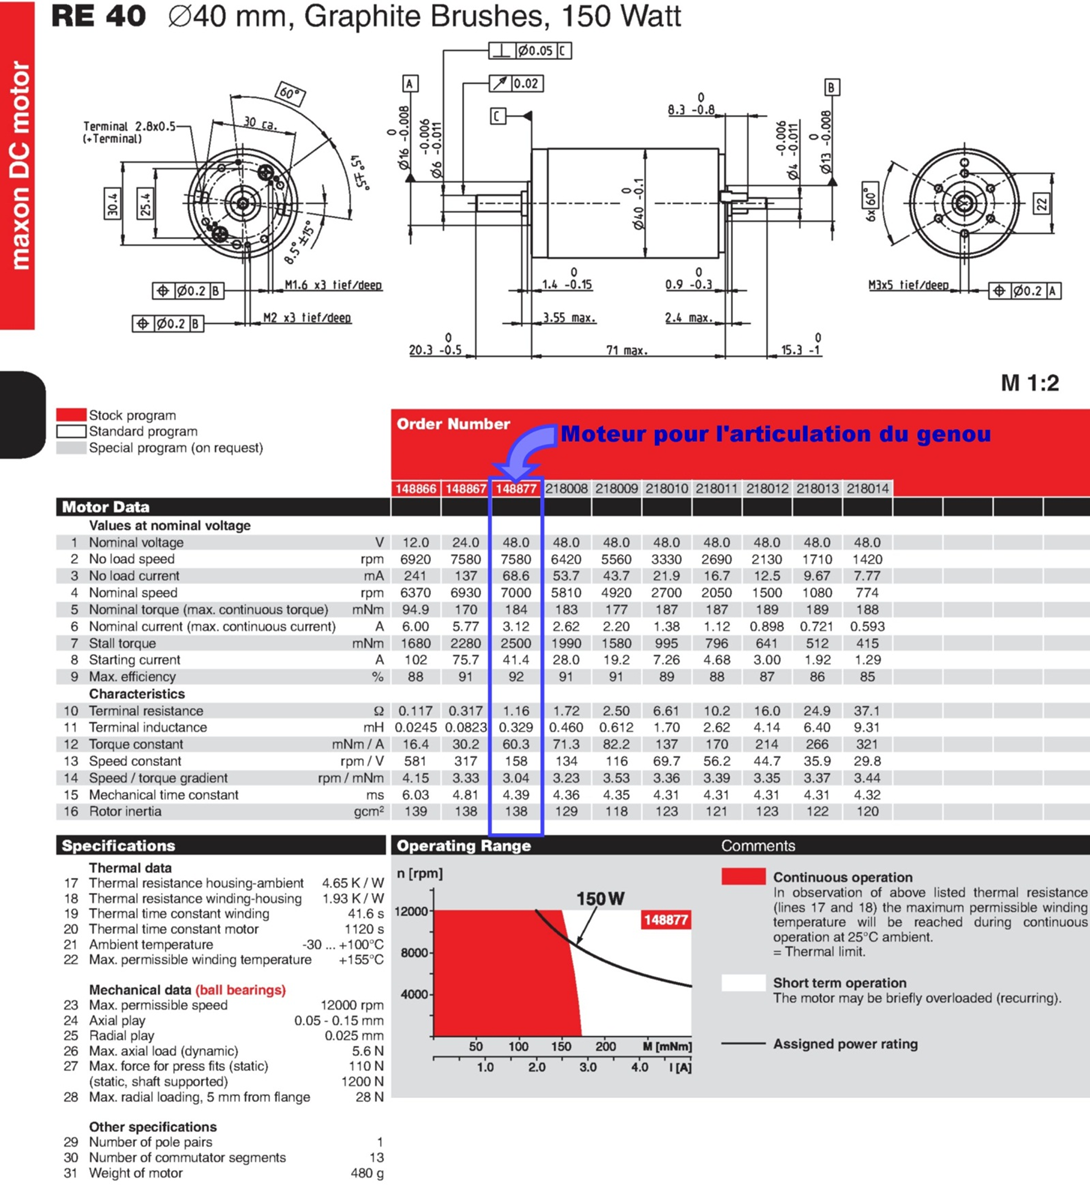 RE 40 Ø40 mm, Graphite Brushes, 150 Watt
maxon DC motor
⊥ Ø0.05 C
↗ 0.02
A
B
C
60°
30 ca.
Terminal 2.8x0.5
(+Terminal)
45°±5°
8.5°±15°
30.4
25.4
Ø16 0 -0.008
Ø6 -0.006 -0.011
8.3 0 -0.8
Ø4 -0.006 -0.011
Ø13 0 -0.008
Ø40 0 -0.1
6x60°
22
⌖ Ø0.2 B
M1.6 x3 tief/deep
⌖ Ø0.2 B
M2 x3 tief/deep
1.4 0 -0.15
0.9 0 -0.3
M3x5 tief/deep
⌖ Ø0.2 A
3.55 max.
2.4 max.
20.3 0 -0.5
71 max.
15.3 0 -1
M 1:2
Stock program
Standard program
Special program (on request)
Order Number
Moteur pour l'articulation du genou
148866 148867 148877 218008 218009 218010 218011 218012 218013 218014
Motor Data
Values at nominal voltage
1 Nominal voltage V 12.0 24.0 48.0 48.0 48.0 48.0 48.0 48.0 48.0 48.0
2 No load speed rpm 6920 7580 7580 6420 5560 3330 2690 2130 1710 1420
3 No load current mA 241 137 68.6 53.7 43.7 21.9 16.7 12.5 9.67 7.77
4 Nominal speed rpm 6370 6930 7000 5810 4920 2700 2050 1500 1080 774
5 Nominal torque (max. continuous torque) mNm 94.9 170 184 183 177 187 187 189 189 188
6 Nominal current (max. continuous current) A 6.00 5.77 3.12 2.62 2.20 1.38 1.12 0.898 0.721 0.593
7 Stall torque mNm 1680 2280 2500 1990 1580 995 796 641 512 415
8 Starting current A 102 75.7 41.4 28.0 19.2 7.26 4.68 3.00 1.92 1.29
9 Max. efficiency % 88 91 92 91 91 89 88 87 86 85
Characteristics
10 Terminal resistance Ω 0.117 0.317 1.16 1.72 2.50 6.61 10.2 16.0 24.9 37.1
11 Terminal inductance mH 0.0245 0.0823 0.329 0.460 0.612 1.70 2.62 4.14 6.40 9.31
12 Torque constant mNm / A 16.4 30.2 60.3 71.3 82.2 137 170 214 266 321
13 Speed constant rpm / V 581 317 158 134 116 69.7 56.2 44.7 35.9 29.8
14 Speed / torque gradient rpm / mNm 4.15 3.33 3.04 3.23 3.53 3.36 3.39 3.35 3.37 3.44
15 Mechanical time constant ms 6.03 4.81 4.39 4.36 4.35 4.31 4.31 4.31 4.31 4.32
16 Rotor inertia gcm² 139 138 138 129 118 123 121 123 122 120
Specifications
Thermal data
17 Thermal resistance housing-ambient 4.65 K / W
18 Thermal resistance winding-housing 1.93 K / W
19 Thermal time constant winding 41.6 s
20 Thermal time constant motor 1120 s
21 Ambient temperature -30 ... +100°C
22 Max. permissible winding temperature +155°C
Mechanical data (ball bearings)
23 Max. permissible speed 12000 rpm
24 Axial play 0.05 - 0.15 mm
25 Radial play 0.025 mm
26 Max. axial load (dynamic) 5.6 N
27 Max. force for press fits (static) 110 N
(static, shaft supported) 1200 N
28 Max. radial loading, 5 mm from flange 28 N
Other specifications
29 Number of pole pairs 1
30 Number of commutator segments 13
31 Weight of motor 480 g
Operating Range
n [rpm]
150 W
148877
12000
8000
4000
50 100 150 200 M [mNm]
1.0 2.0 3.0 4.0 I [A]
Comments
Continuous operation
In observation of above listed thermal resistance
(lines 17 and 18) the maximum permissible winding
temperature will be reached during continuous
operation at 25°C ambient.
= Thermal limit.
Short term operation
The motor may be briefly overloaded (recurring).
Assigned power rating